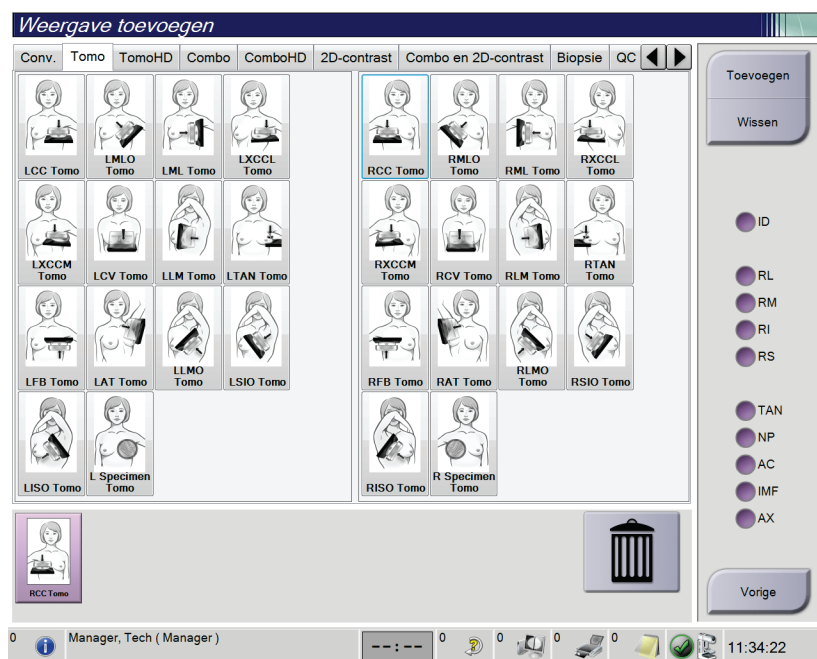 Weergave toevoegen
Conv. Tomo TomoHD Combo ComboHD 2D-contrast Combo en 2D-contrast Biopsie QC
LCC Tomo
LMLO
Tomo
LML Tomo
LXCCL
Tomo
RCC Tomo
RMLO
Tomo
RML Tomo
RXCCL
Tomo
LXCCM
Tomo
LCV Tomo
LLM Tomo
LTAN Tomo
RXCCM
Tomo
RCV Tomo
RLM Tomo
RTAN
Tomo
LFB Tomo
LAT Tomo
LLMO
Tomo
LSIO Tomo
RFB Tomo
RAT Tomo
RLMO
Tomo
RSIO Tomo
LISO Tomo
L Specimen
Tomo
RISO Tomo
R Specimen
Tomo
RCC Tomo
Toevoegen
Wissen
ID
RL
RM
RI
RS
TAN
NP
AC
IMF
AX
Vorige
0 Manager, Tech ( Manager ) --:-- 0 0 0 0 11:34:22